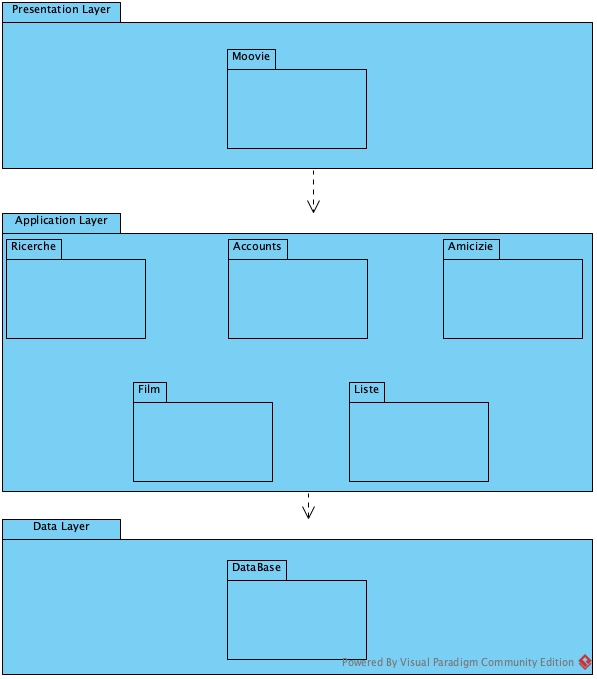 Presentation Layer
Moovie
Application Layer
Ricerche
Accounts
Amicizie
Film
Liste
Data Layer
DataBase
Powered By Visual Paradigm Community Edition